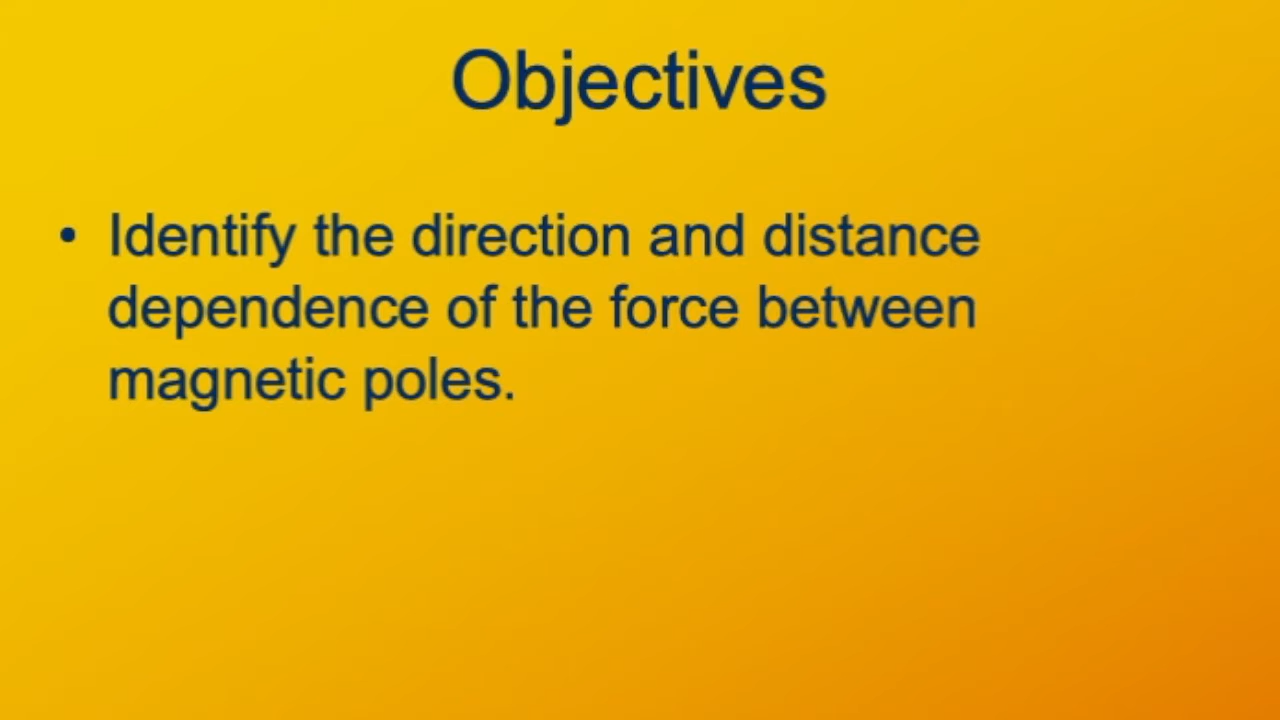 Objectives
• Identify the direction and distance
dependence of the force between
magnetic poles.